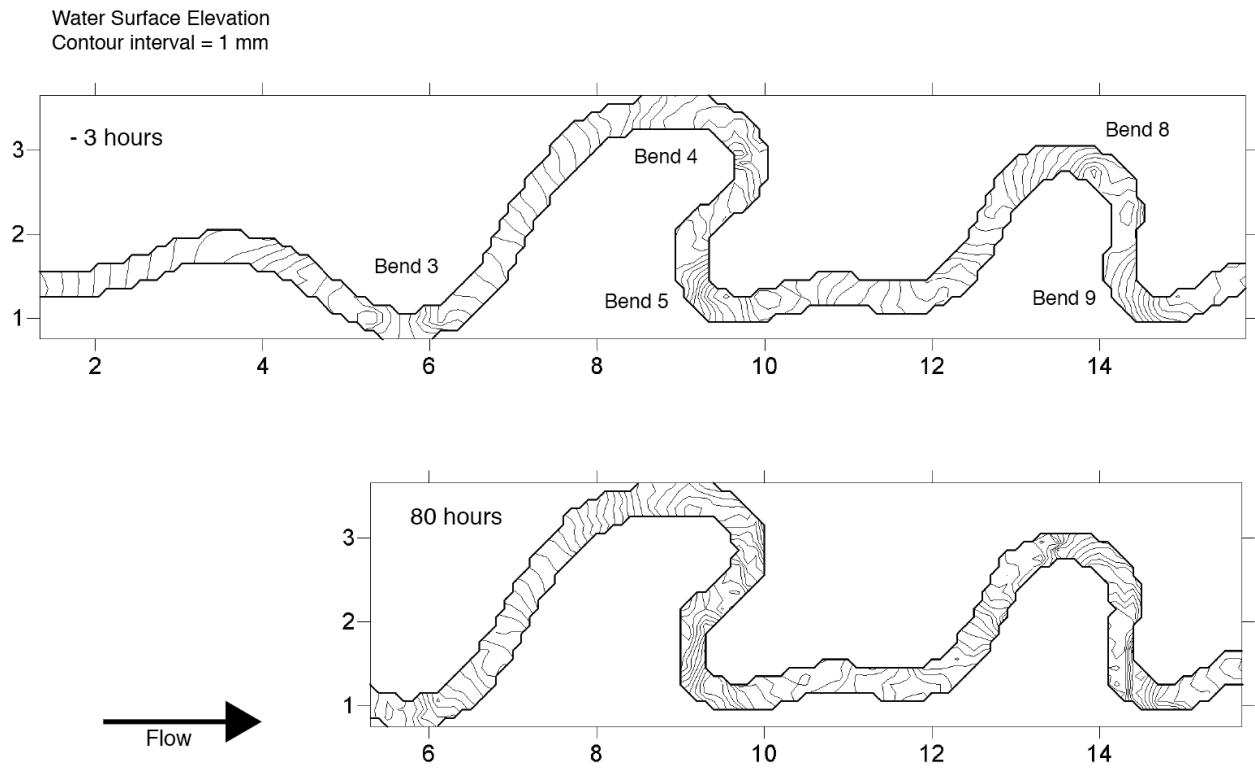 Water Surface Elevation
Contour interval = 1 mm
- 3 hours
Bend 8
3
Bend 4
2
Bend 3
Bend 5
Bend 9
1
2 4 6 8 10 12 14
80 hours
3
2
1
Flow
6 8 10 12 14